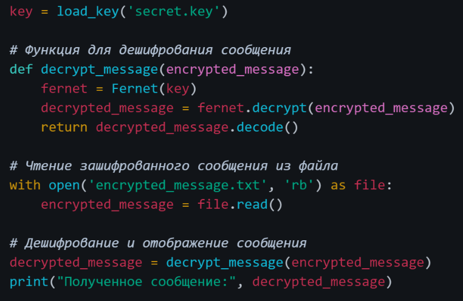 key = load_key('secret.key')
# Функция для дешифрования сообщения
def decrypt_message(encrypted_message):
    fernet = Fernet(key)
    decrypted_message = fernet.decrypt(encrypted_message)
    return decrypted_message.decode()
# Чтение зашифрованного сообщения из файла
with open('encrypted_message.txt', 'rb') as file:
    encrypted_message = file.read()
# Дешифрование и отображение сообщения
decrypted_message = decrypt_message(encrypted_message)
print("Полученное сообщение:", decrypted_message)